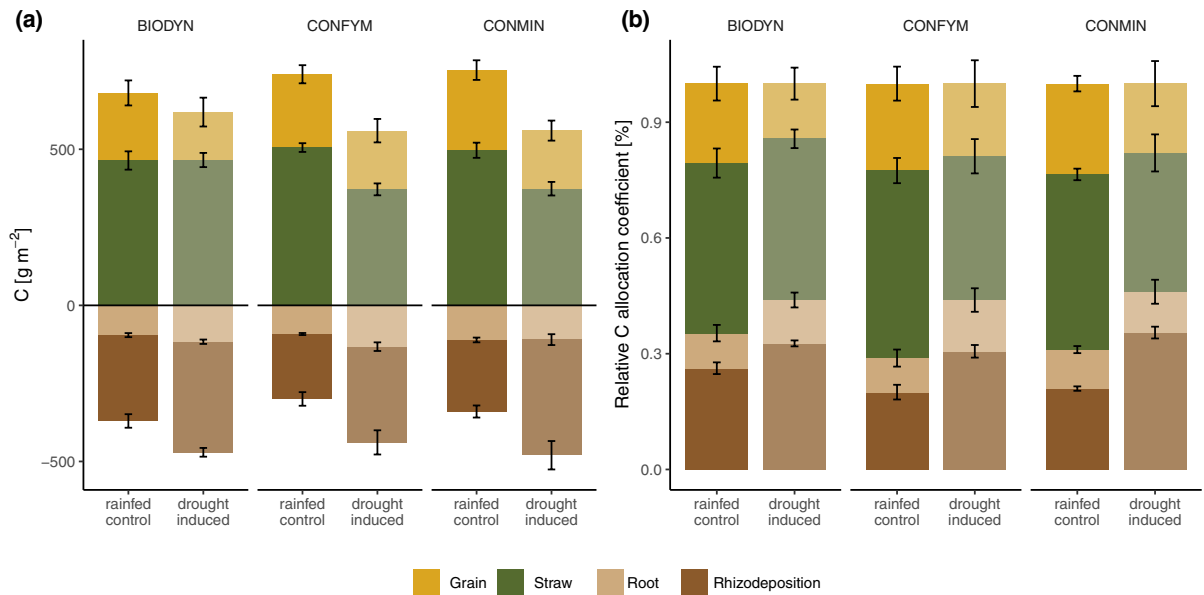 (a)
BIODYN
CONFYM
CONMIN
C [ g m⁻²]
500
0
−500
rainfed
control
drought
induced
rainfed
control
drought
induced
rainfed
control
drought
induced
(b)
BIODYN
CONFYM
CONMIN
Relative C allocation coefficient [%]
0.9
0.6
0.3
0.0
rainfed
control
drought
induced
rainfed
control
drought
induced
rainfed
control
drought
induced
Grain
Straw
Root
Rhizodeposition